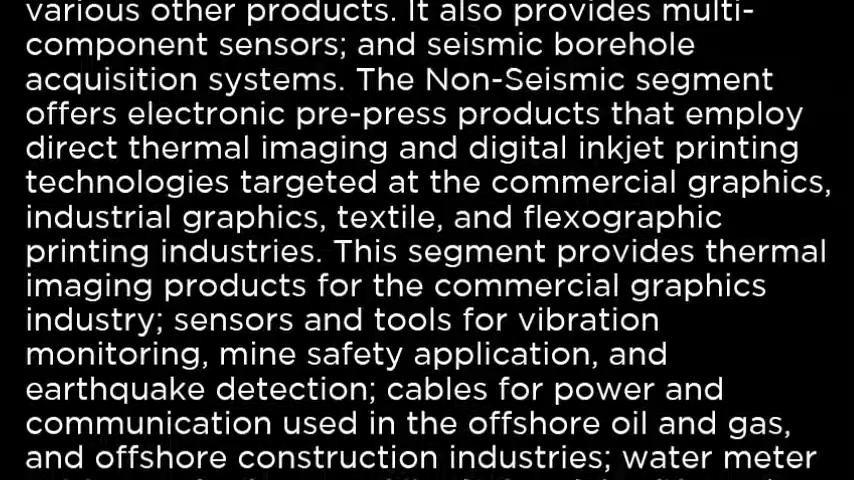 various other products. It also provides multi-
component sensors; and seismic borehole
acquisition systems. The Non-Seismic segment
offers electronic pre-press products that employ
direct thermal imaging and digital inkjet printing
technologies targeted at the commercial graphics,
industrial graphics, textile, and flexographic
printing industries. This segment provides thermal
imaging products for the commercial graphics
industry; sensors and tools for vibration
monitoring, mine safety application, and
earthquake detection; cables for power and
communication used in the offshore oil and gas,
and offshore construction industries; water meter